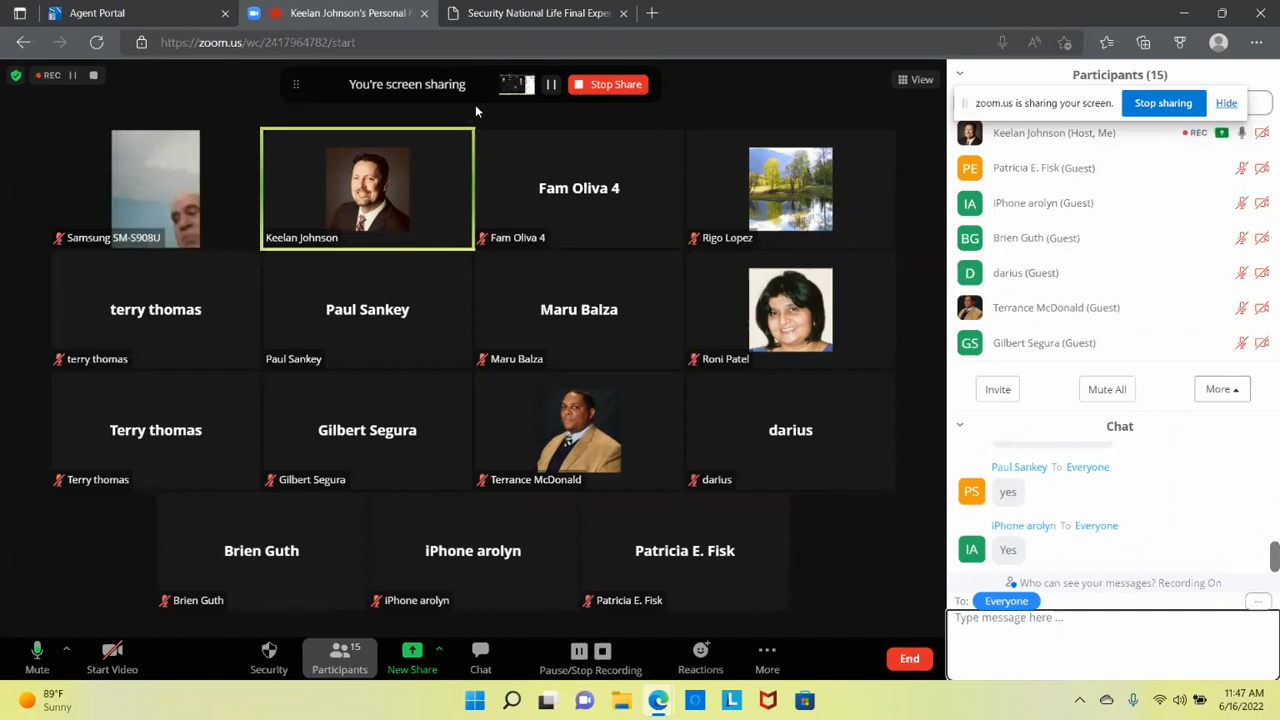 Agent Portal
Keelan Johnson's Personal M
Security National Life Final Expe
https://zoom.us/wc/2417964782/start
REC
You're screen sharing
Stop Share
View
Participants (15)
zoom.us is sharing your screen.
Stop sharing
Hide
Samsung SM-S908U
Keelan Johnson
Fam Oliva 4
Fam Oliva 4
Rigo Lopez
terry thomas
terry thomas
Paul Sankey
Paul Sankey
Maru Balza
Maru Balza
Roni Patel
Terry thomas
Terry thomas
Gilbert Segura
Gilbert Segura
Terrance McDonald
darius
darius
Brien Guth
Brien Guth
iPhone arolyn
iPhone arolyn
Patricia E. Fisk
Patricia E. Fisk
Keelan Johnson (Host, Me)
REC
PE
Patricia E. Fisk (Guest)
IA
iPhone arolyn (Guest)
BG
Brien Guth (Guest)
D
darius (Guest)
Terrance McDonald (Guest)
GS
Gilbert Segura (Guest)
Invite
Mute All
More
Chat
Paul Sankey To Everyone
PS
yes
iPhone arolyn To Everyone
IA
Yes
Who can see your messages? Recording On
To: Everyone
Type message here ...
Mute
Start Video
Security
15
Participants
New Share
Chat
Pause/Stop Recording
Reactions
More
End
89°F
Sunny
11:47 AM
6/16/2022